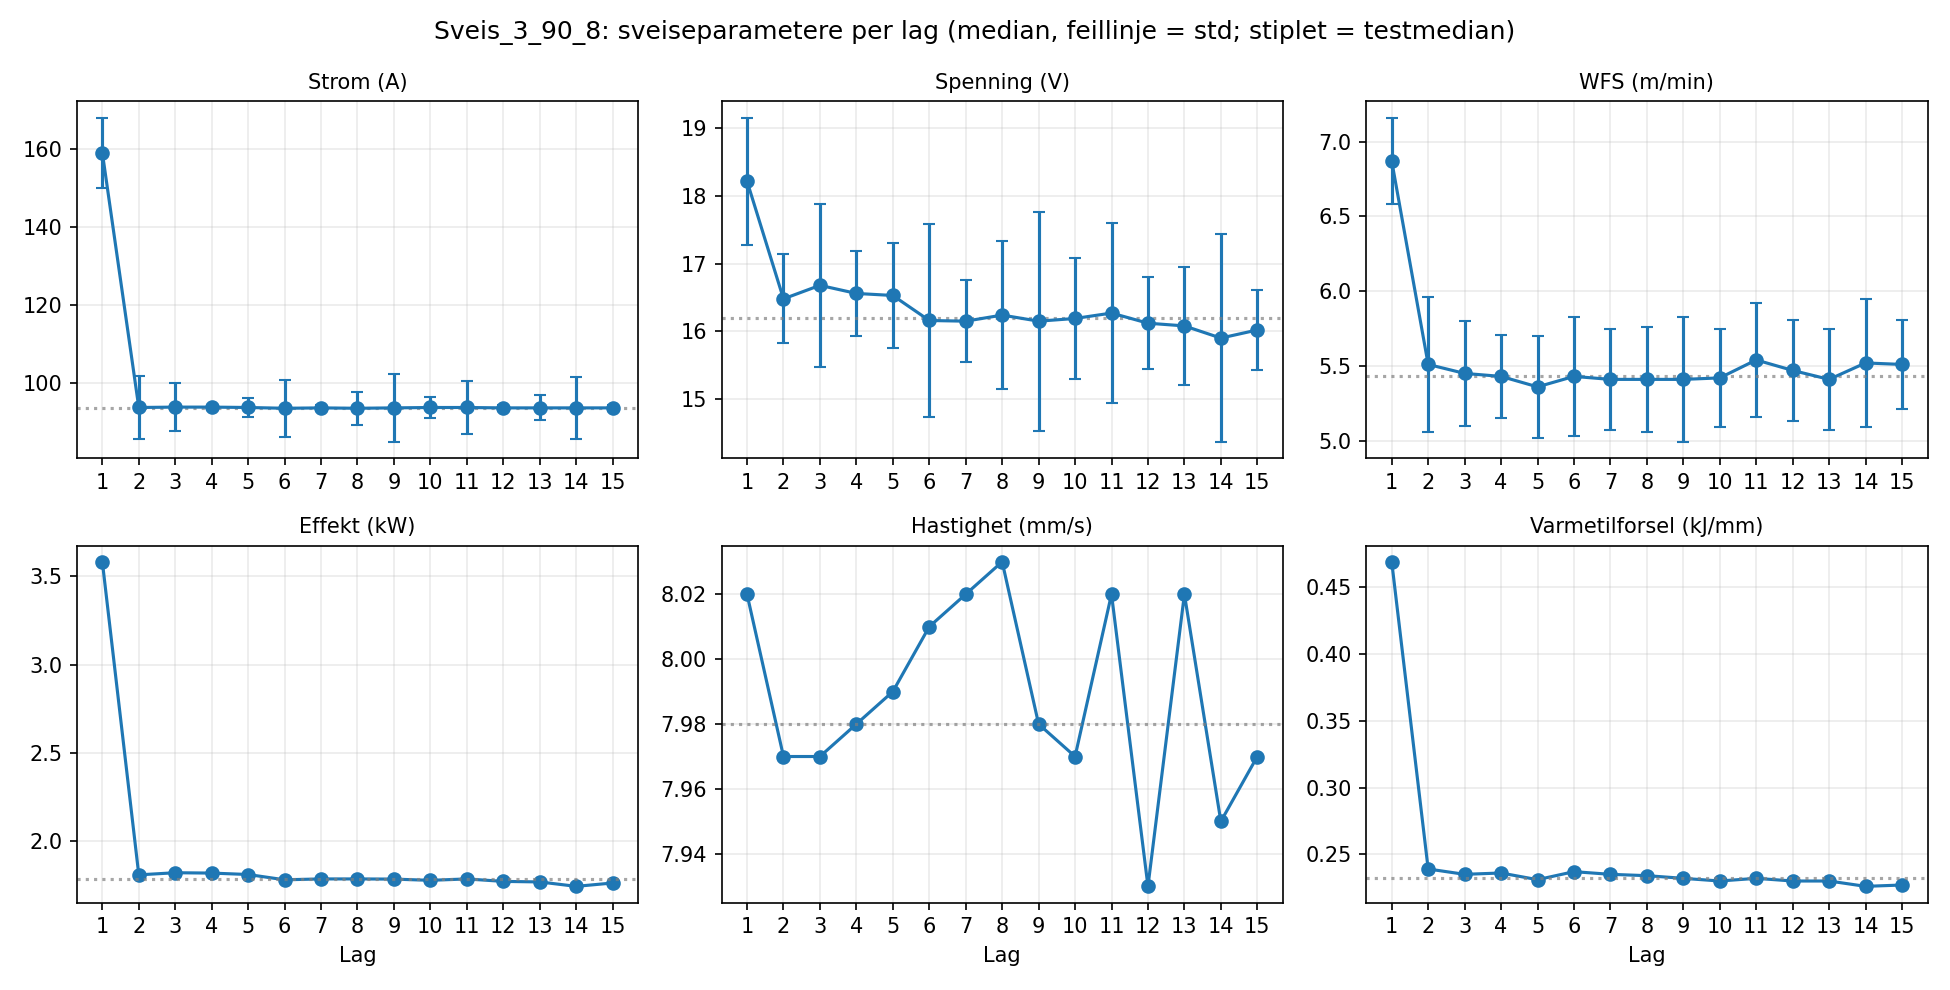 Sveis_3_90_8: sveiseparametere per lag (median, feillinje = std; stiplet = testmedian)
Strom (A)
160
140
120
100
1 2 3 4 5 6 7 8 9 10 11 12 13 14 15
Spenning (V)
19
18
17
16
15
1 2 3 4 5 6 7 8 9 10 11 12 13 14 15
WFS (m/min)
7.0
6.5
6.0
5.5
5.0
1 2 3 4 5 6 7 8 9 10 11 12 13 14 15
Effekt (kW)
3.5
3.0
2.5
2.0
1 2 3 4 5 6 7 8 9 10 11 12 13 14 15
Lag
Hastighet (mm/s)
8.02
8.00
7.98
7.96
7.94
1 2 3 4 5 6 7 8 9 10 11 12 13 14 15
Lag
Varmetilforsel (kJ/mm)
0.45
0.40
0.35
0.30
0.25
1 2 3 4 5 6 7 8 9 10 11 12 13 14 15
Lag